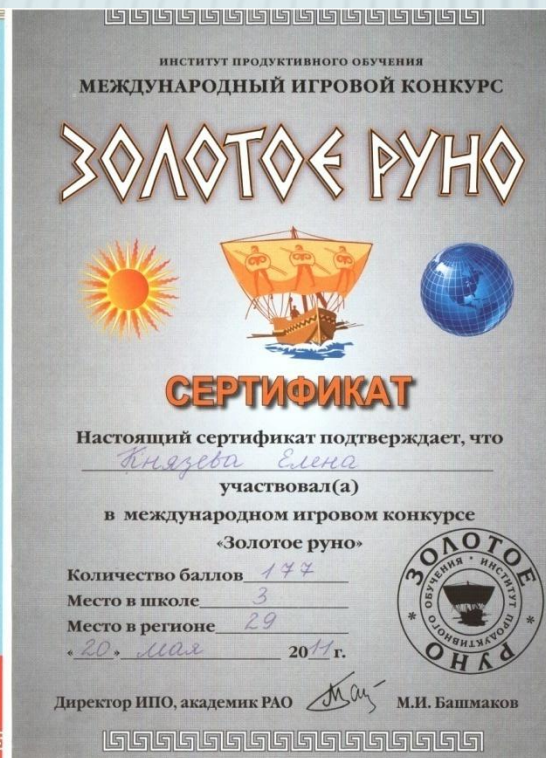 ИНСТИТУТ ПРОДУКТИВНОГО ОБУЧЕНИЯ
МЕЖДУНАРОДНЫЙ ИГРОВОЙ КОНКУРС
ЗОЛОТОЕ РУНО
СЕРТИФИКАТ
Настоящий сертификат подтверждает, что
Князева Елена
участвовал(а)
в международном игровом конкурсе
«Золотое руно»
Количество баллов 177
Место в школе 3
Место в регионе 29
«20» мая 2011 г.
Директор ИПО, академик РАО М.И. Башмаков
ЗОЛОТОЕ РУНО
ИНСТИТУТ ПРОДУКТИВНОГО ОБУЧЕНИЯ